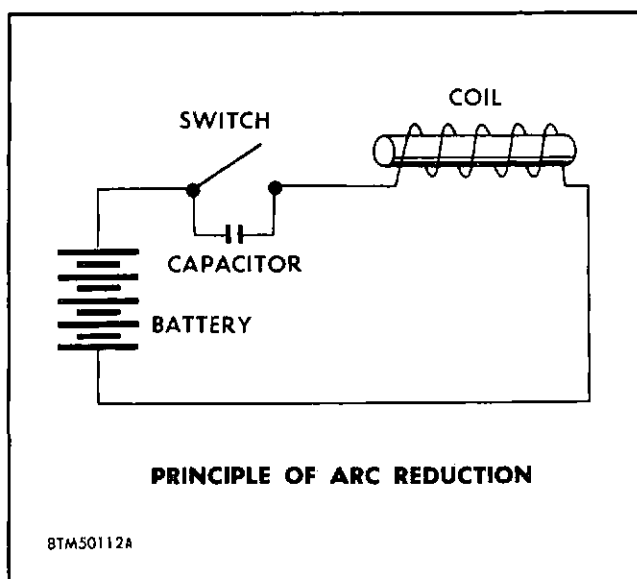 COIL
SWITCH
CAPACITOR
BATTERY
PRINCIPLE OF ARC REDUCTION
8TM50112A